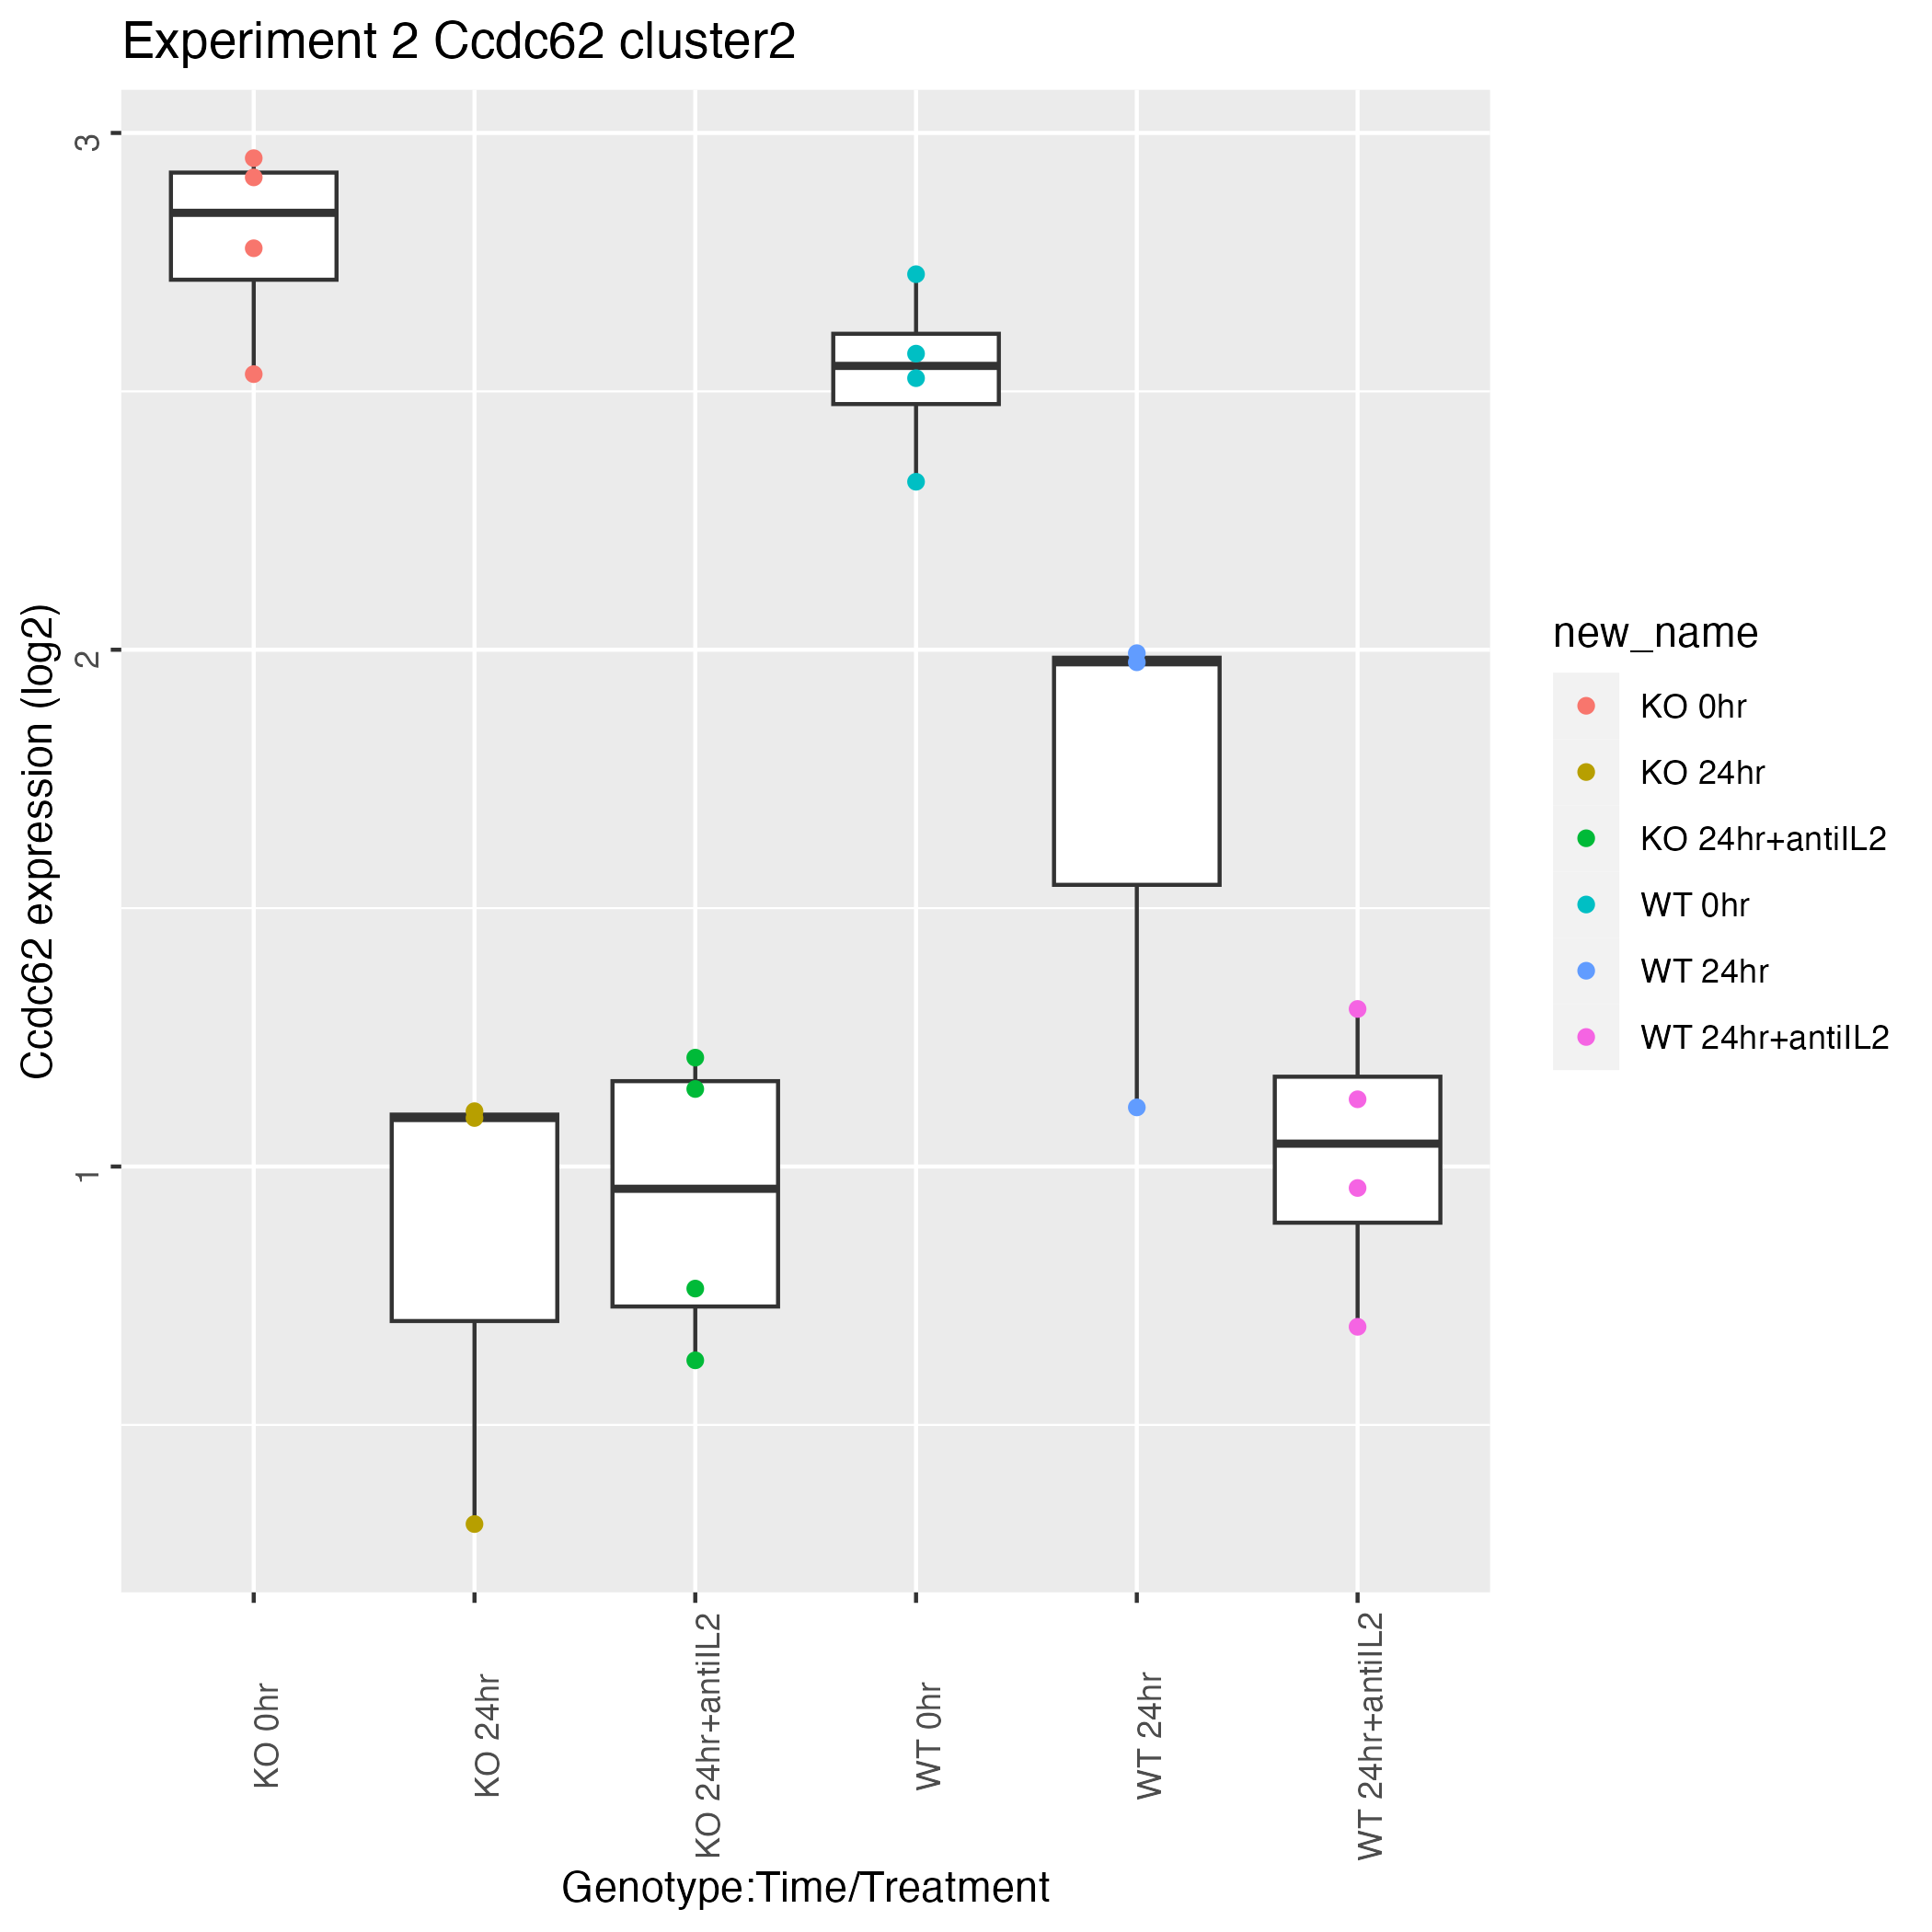 Experiment 2 Ccdc62 cluster2
Ccdc62 expression (log2)
3
2
1
KO 0hr
KO 24hr
KO 24hr+antiIL2
WT 0hr
WT 24hr
WT 24hr+antiIL2
Genotype:Time/Treatment
new_name
KO 0hr
KO 24hr
KO 24hr+antiIL2
WT 0hr
WT 24hr
WT 24hr+antiIL2